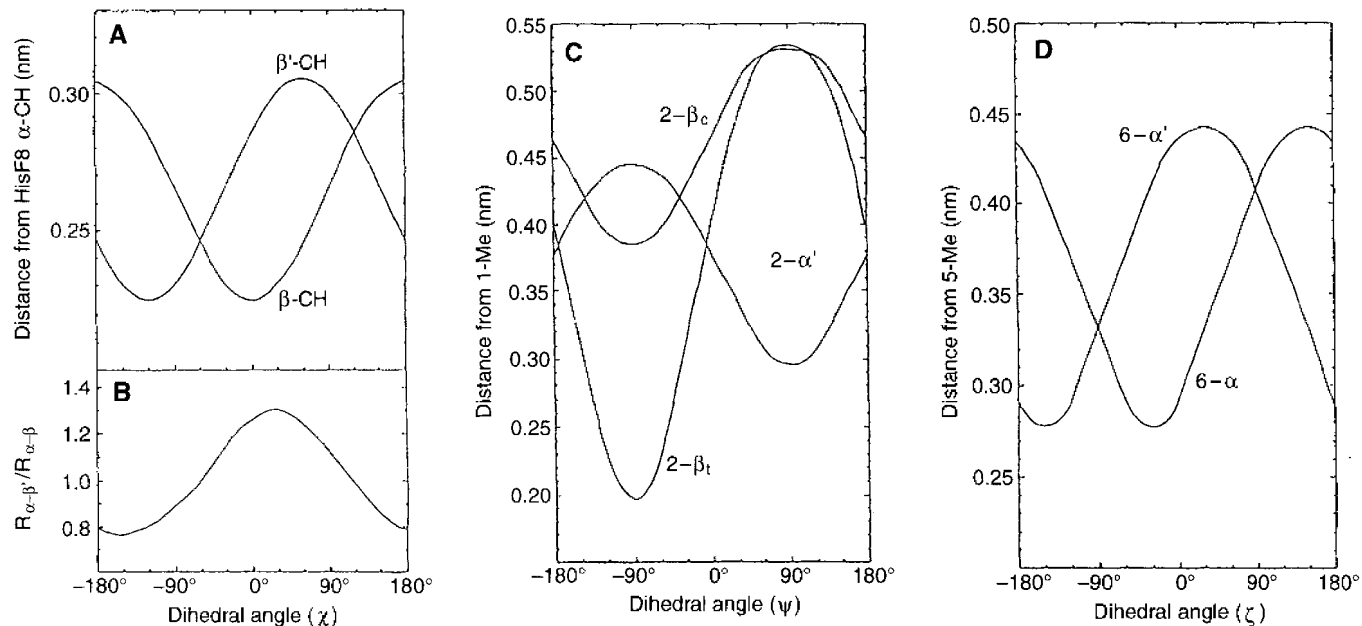 A
Distance from HisF8 α-CH (nm)
0.30
0.25
β'-CH
β-CH
B
R α-β'/R α-β
1.4
1.2
1.0
0.8
-180° -90° 0° 90° 180°
Dihedral angle (χ)
C
Distance from 1-Me (nm)
0.55
0.50
0.45
0.40
0.35
0.30
0.25
0.20
2-βc
2-α'
2-βt
-180° -90° 0° 90° 180°
Dihedral angle (ψ)
D
Distance from 5-Me (nm)
0.50
0.45
0.40
0.35
0.30
0.25
6-α'
6-α
-180° -90° 0° 90° 180
Dihedral angle (ζ)